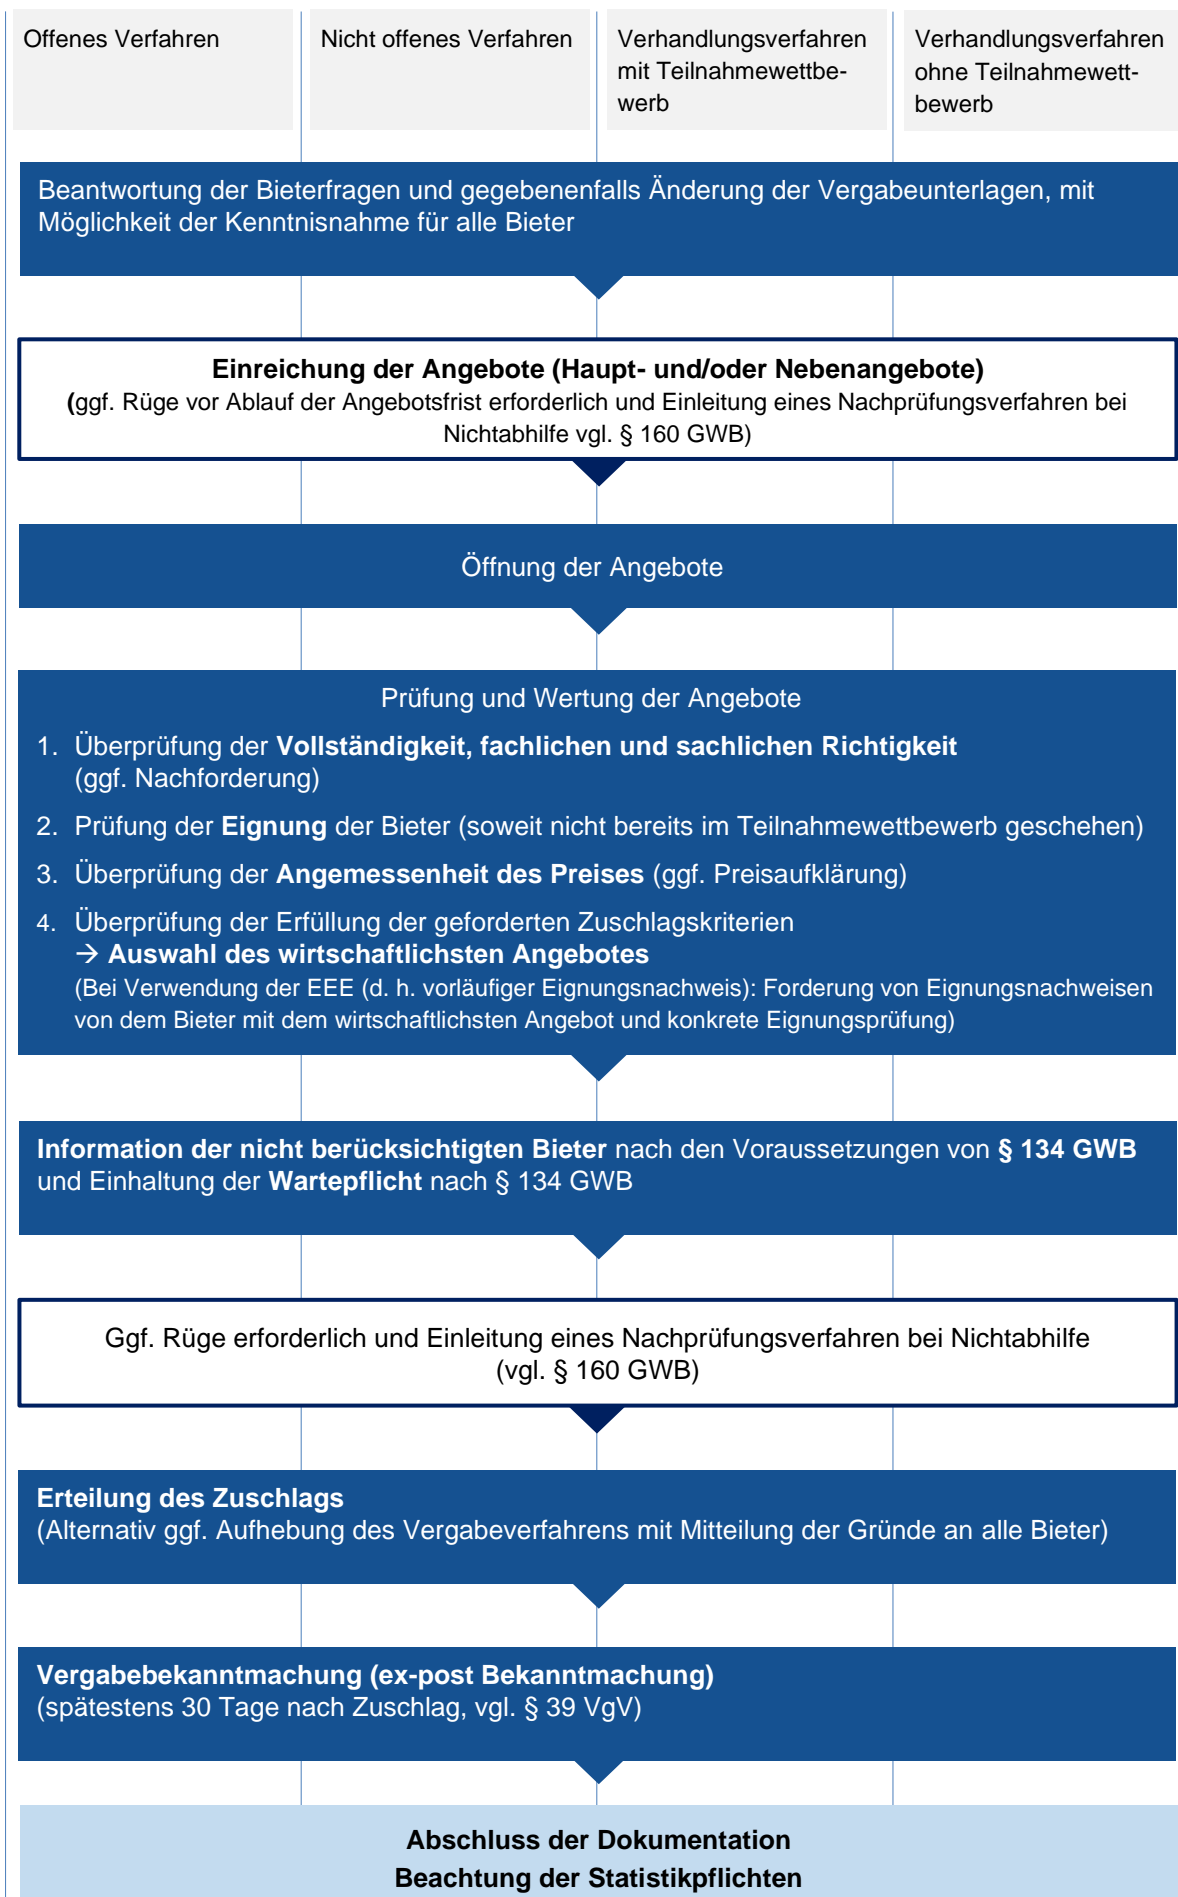 Offenes Verfahren
Nicht offenes Verfahren
Verhandlungsverfahren
mit Teilnahmewettbe-
werb
Verhandlungsverfahren
ohne Teilnahmewett-
bewerb
Beantwortung der Bieterfragen und gegebenenfalls Änderung der Vergabeunterlagen, mit
Möglichkeit der Kenntnisnahme für alle Bieter
Einreichung der Angebote (Haupt- und/oder Nebenangebote)
(ggf. Rüge vor Ablauf der Angebotsfrist erforderlich und Einleitung eines Nachprüfungsverfahren bei
Nichtabhilfe vgl. § 160 GWB)
Öffnung der Angebote
Prüfung und Wertung der Angebote
1. Überprüfung der Vollständigkeit, fachlichen und sachlichen Richtigkeit
(ggf. Nachforderung)
2. Prüfung der Eignung der Bieter (soweit nicht bereits im Teilnahmewettbewerb geschehen)
3. Überprüfung der Angemessenheit des Preises (ggf. Preisaufklärung)
4. Überprüfung der Erfüllung der geforderten Zuschlagskriterien
→ Auswahl des wirtschaftlichsten Angebotes
(Bei Verwendung der EEE (d. h. vorläufiger Eignungsnachweis): Forderung von Eignungsnachweisen
von dem Bieter mit dem wirtschaftlichsten Angebot und konkrete Eignungsprüfung)
Information der nicht berücksichtigten Bieter nach den Voraussetzungen von § 134 GWB
und Einhaltung der Wartepflicht nach § 134 GWB
Ggf. Rüge erforderlich und Einleitung eines Nachprüfungsverfahren bei Nichtabhilfe
(vgl. § 160 GWB)
Erteilung des Zuschlags
(Alternativ ggf. Aufhebung des Vergabeverfahrens mit Mitteilung der Gründe an alle Bieter)
Vergabebekanntmachung (ex-post Bekanntmachung)
(spätestens 30 Tage nach Zuschlag, vgl. § 39 VgV)
Abschluss der Dokumentation
Beachtung der Statistikpflichten